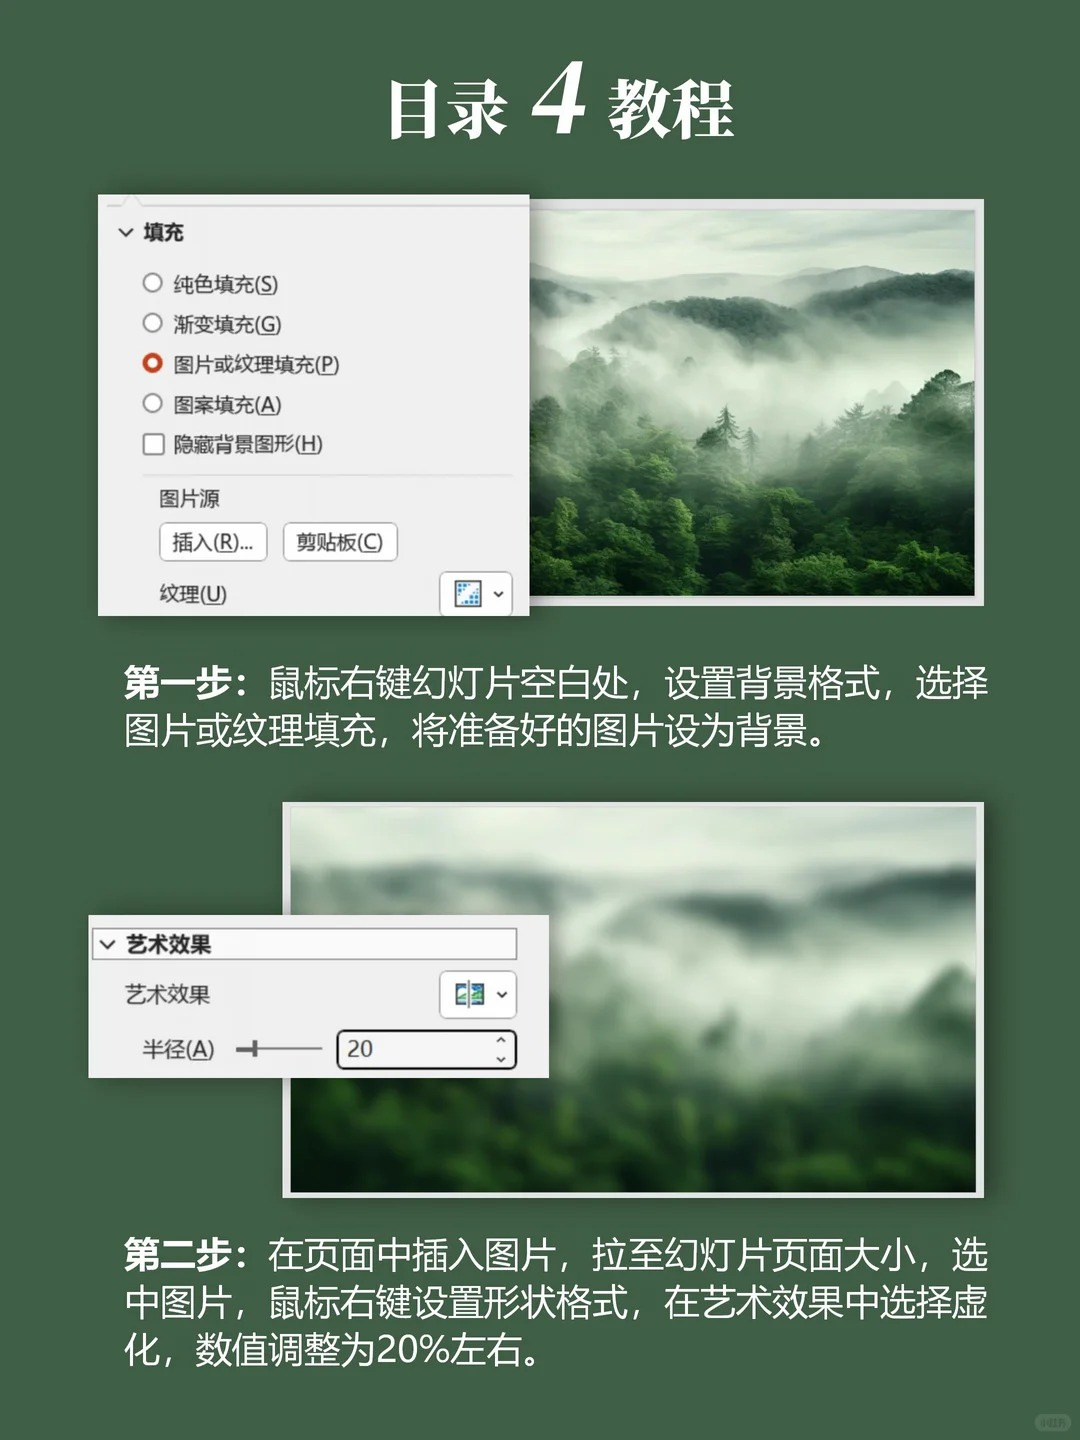 目录 4 教程
填充
纯色填充(S)
渐变填充(G)
图片或纹理填充(P)
图案填充(A)
隐藏背景图形(H)
图片源
插入(R)...
剪贴板(C)
纹理(U)
第一步：鼠标右键幻灯片空白处，设置背景格式，选择
图片或纹理填充，将准备好的图片设为背景。
艺术效果
艺术效果
半径(A)
20
第二步：在页面中插入图片，拉至幻灯片页面大小，选
中图片，鼠标右键设置形状格式，在艺术效果中选择虚
化，数值调整为20%左右。